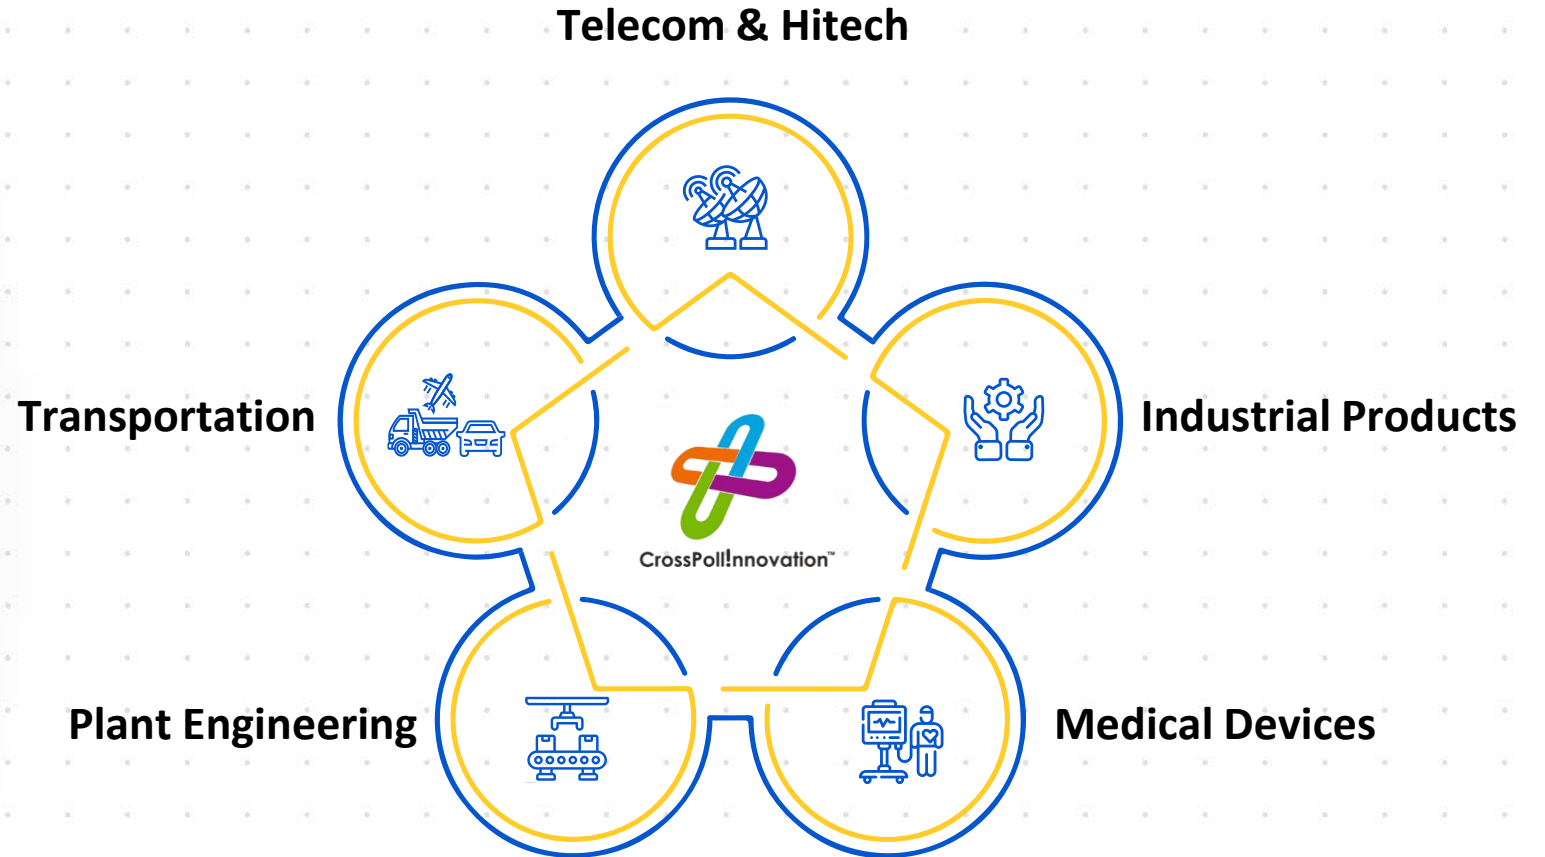 Telecom & Hitech
Transportation
Industrial Products
CrossPoll!nnovation™
Plant Engineering
Medical Devices